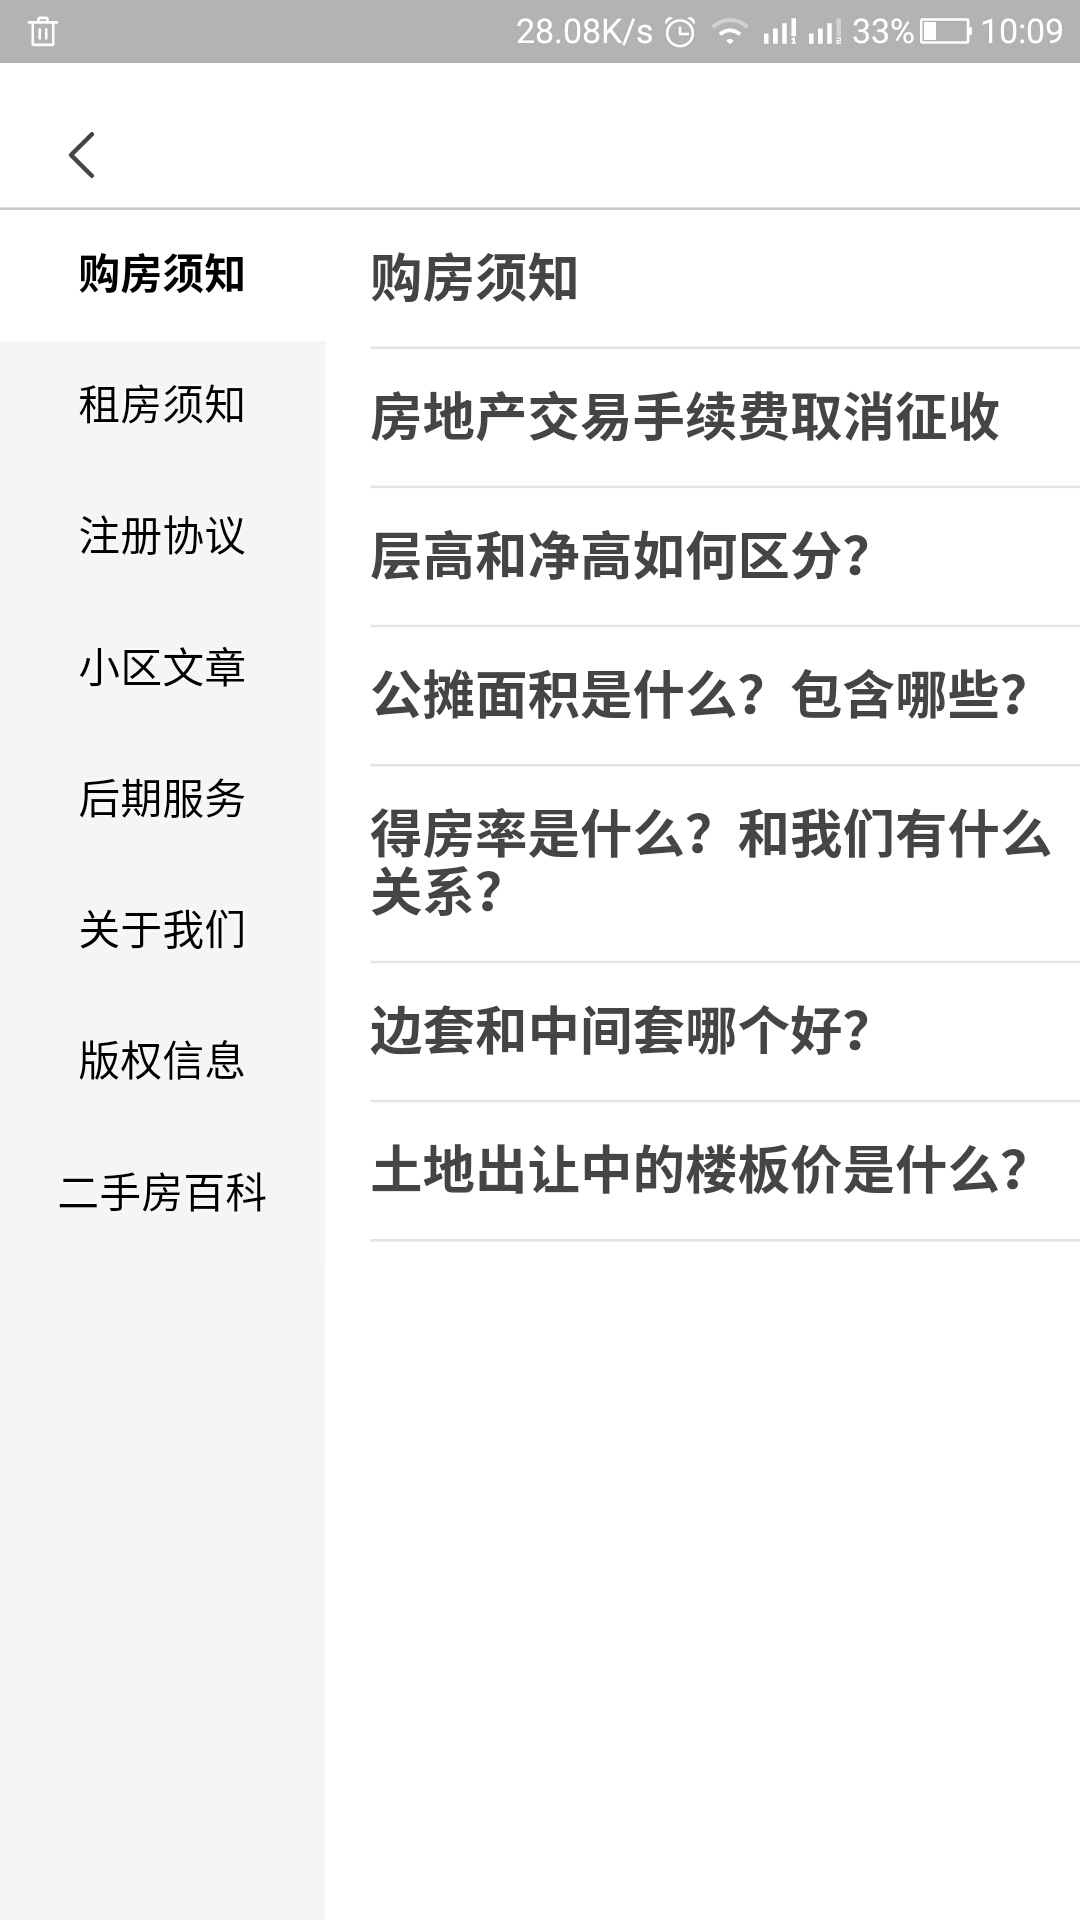 28.08K/s 33% 10:09
购房须知
租房须知
注册协议
小区文章
后期服务
关于我们
版权信息
二手房百科
购房须知
房地产交易手续费取消征收
层高和净高如何区分？
公摊面积是什么？包含哪些？
得房率是什么？和我们有什么
关系？
边套和中间套哪个好？
土地出让中的楼板价是什么？